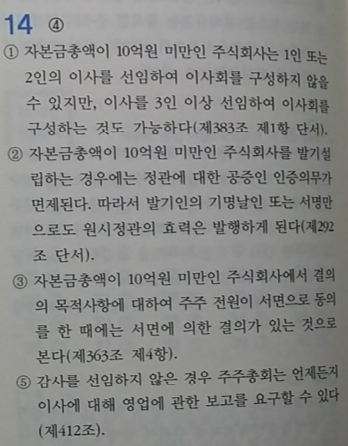 14 ④
① 자본금총액이 10억원 미만인 주식회사는 1인 또는
2인의 이사를 선임하여 이사회를 구성하지 않을
수 있지만, 이사를 3인 이상 선임하여 이사회를
구성하는 것도 가능하다(제383조 제1항 단서).
② 자본금총액이 10억원 미만인 주식회사를 발기설
립하는 경우에는 정관에 대한 공증인 인증의무가
면제된다. 따라서 발기인의 기명날인 또는 서명만
으로도 원시정관의 효력은 발행하게 된다(제292
조 단서).
③ 자본금총액이 10억원 미만인 주식회사에서 결의
의 목적사항에 대하여 주주 전원이 서면으로 동의
를 한 때에는 서면에 의한 결의가 있는 것으로
본다(제363조 제4항).
⑤ 감사를 선임하지 않은 경우 주주총회는 언제든지
이사에 대해 영업에 관한 보고를 요구할 수 있다
(제412조).